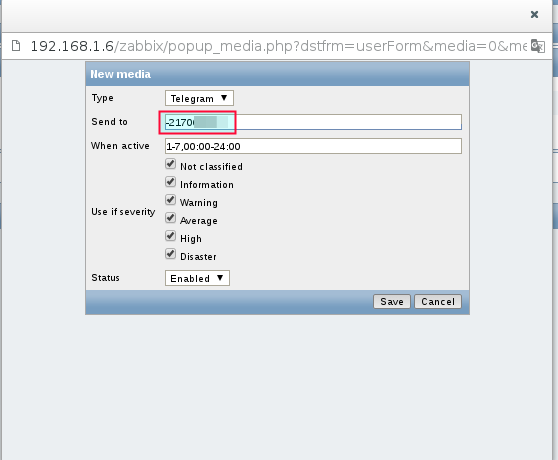 192.168.1.6/zabbix/popup_media.php?dstfrm=userForm&media=0&me
New media
Type Telegram
Send to -2170
When active 1-7,00:00-24:00
Use if severity
Not classified
Information
Warning
Average
High
Disaster
Status Enabled
Save Cancel